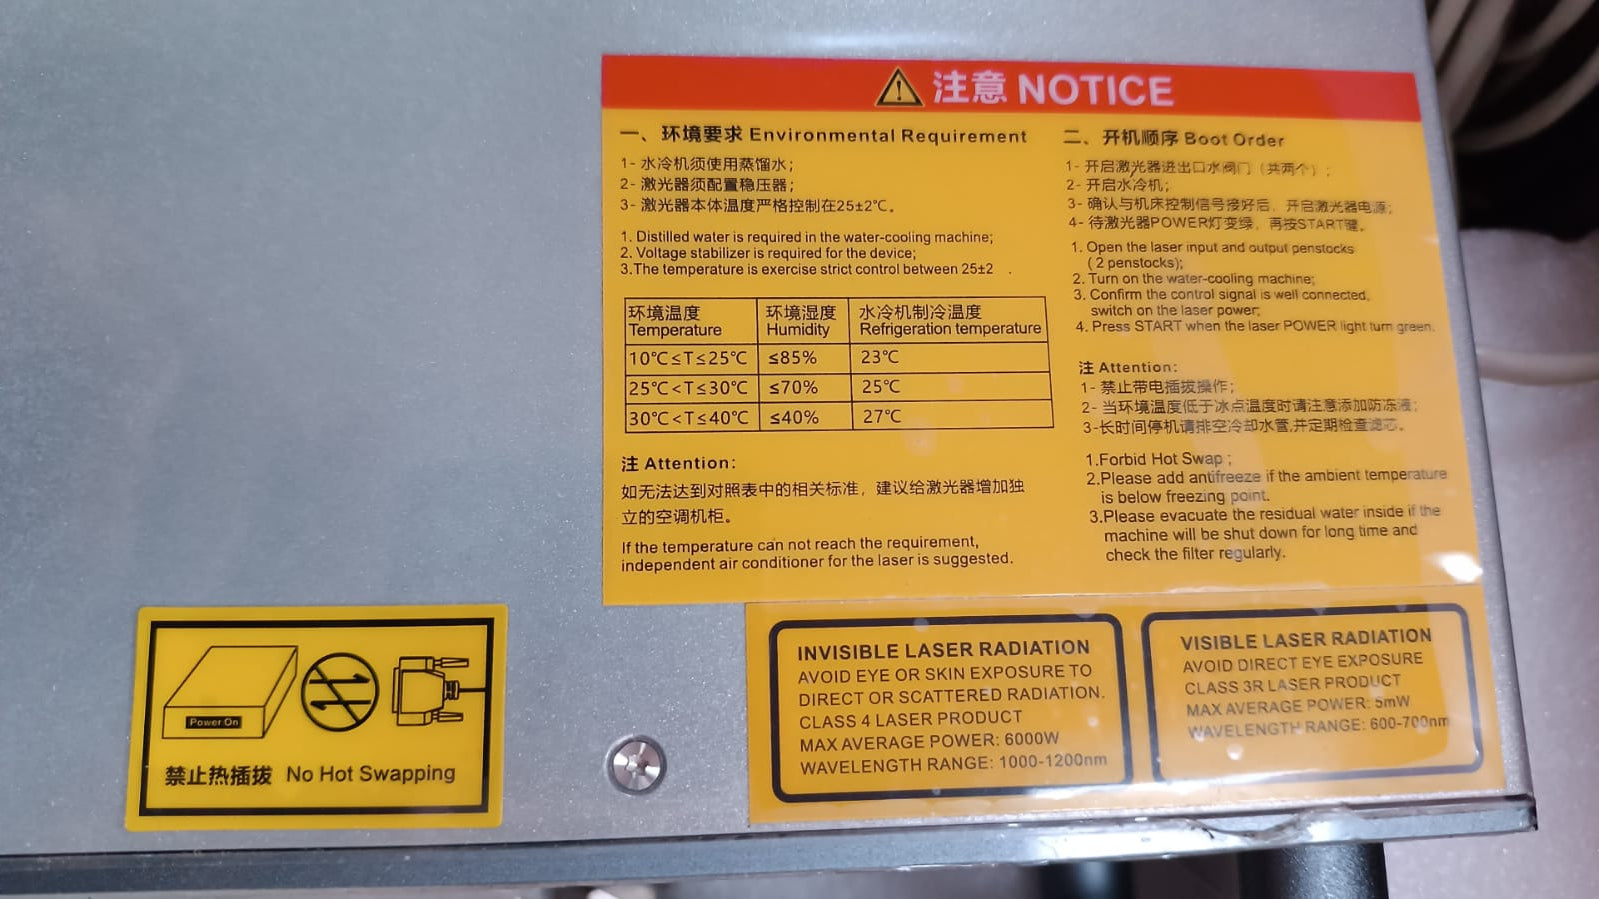 注意 NOTICE
一、环境要求 Environmental Requirement
1- 水冷机须使用蒸馏水；
2- 激光器须配置稳压器；
3- 激光器本体温度严格控制在25±2℃。
1. Distilled water is required in the water-cooling machine;
2. Voltage stabilizer is required for the device;
3.The temperature is exercise strict control between 25±2 .
环境温度 环境湿度 水冷机制冷温度
Temperature Humidity Refrigeration temperature
10℃≤T≤25℃ ≤85% 23℃
25℃<T≤30℃ ≤70% 25℃
30℃<T≤40℃ ≤40% 27℃
注 Attention:
如无法达到对照表中的相关标准，建议给激光器增加独
立的空调机柜。
If the temperature can not reach the requirement,
independent air conditioner for the laser is suggested.
二、开机顺序 Boot Order
1- 开启激光器进出口水阀门（共两个）;
2- 开启水冷机;
3- 确认与机床控制信号接好后，开启激光器电源;
4- 待激光器POWER灯变绿，再按START键。
1. Open the laser input and output penstocks
( 2 penstocks);
2. Turn on the water-cooling machine;
3. Confirm the control signal is well connected,
switch on the laser power;
4. Press START when the laser POWER light turn green.
注 Attention:
1- 禁止带电插拔操作;
2- 当环境温度低于冰点温度时请注意添加防冻液;
3-长时间停机请排空冷却水管,并定期检查滤芯。
1.Forbid Hot Swap ;
2.Please add antifreeze if the ambient temperature
is below freezing point.
3.Please evacuate the residual water inside if the
machine will be shut down for long time and
check the filter regularly.
Power On
禁止热插拔 No Hot Swapping
INVISIBLE LASER RADIATION
AVOID EYE OR SKIN EXPOSURE TO
DIRECT OR SCATTERED RADIATION.
CLASS 4 LASER PRODUCT
MAX AVERAGE POWER: 6000W
WAVELENGTH RANGE: 1000-1200nm
VISIBLE LASER RADIATION
AVOID DIRECT EYE EXPOSURE
CLASS 3R LASER PRODUCT
MAX AVERAGE POWER: 5mW
WAVELENGTH RANGE: 600-700nm